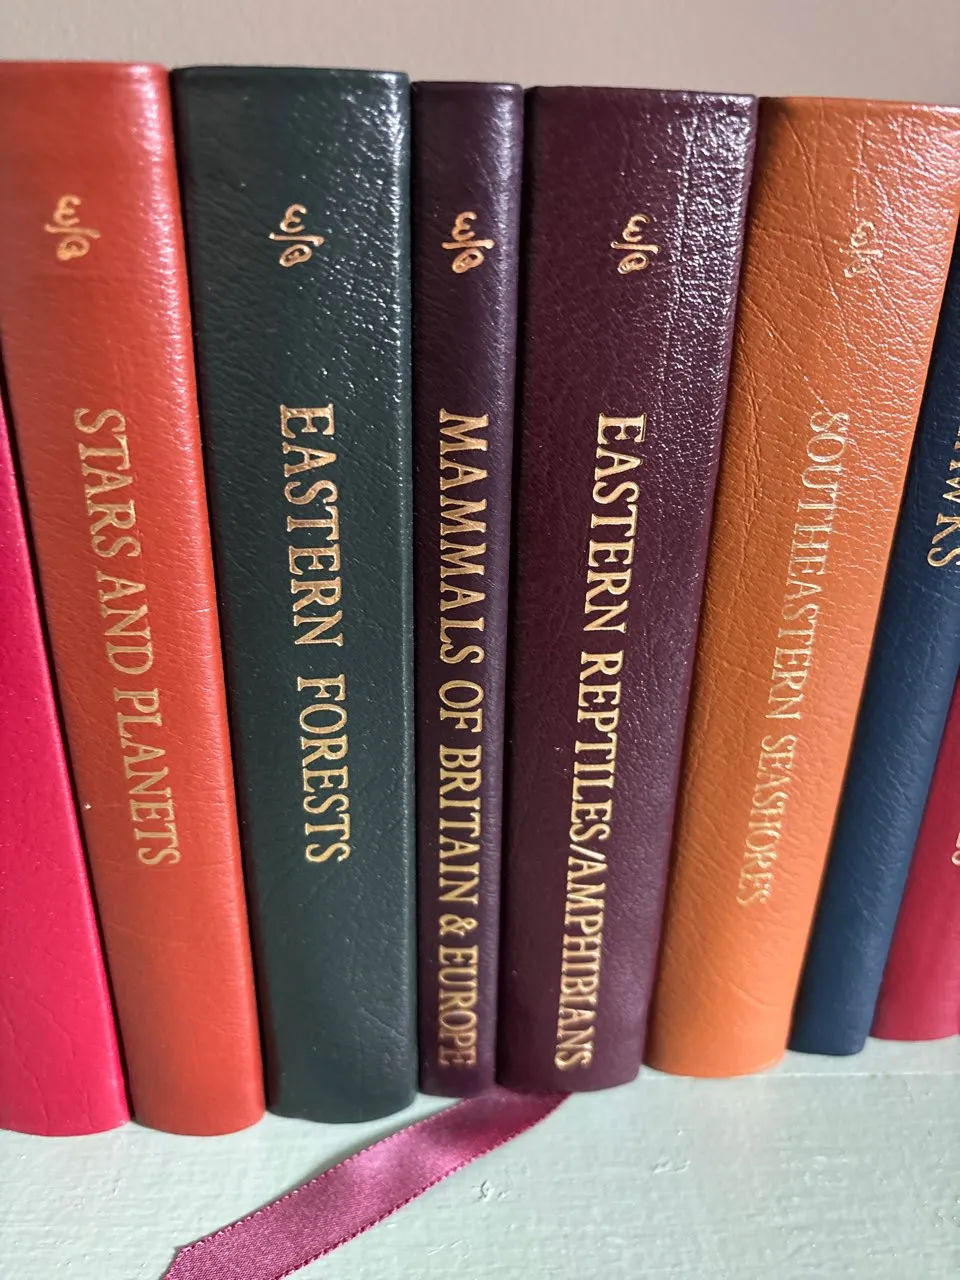 STARS AND PLANETS
EASTERN FORESTS
MAMMALS OF BRITAIN & EUROPE
EASTERN REPTILES/AMPHIBIANS
SOUTHEASTERN SEASHORES